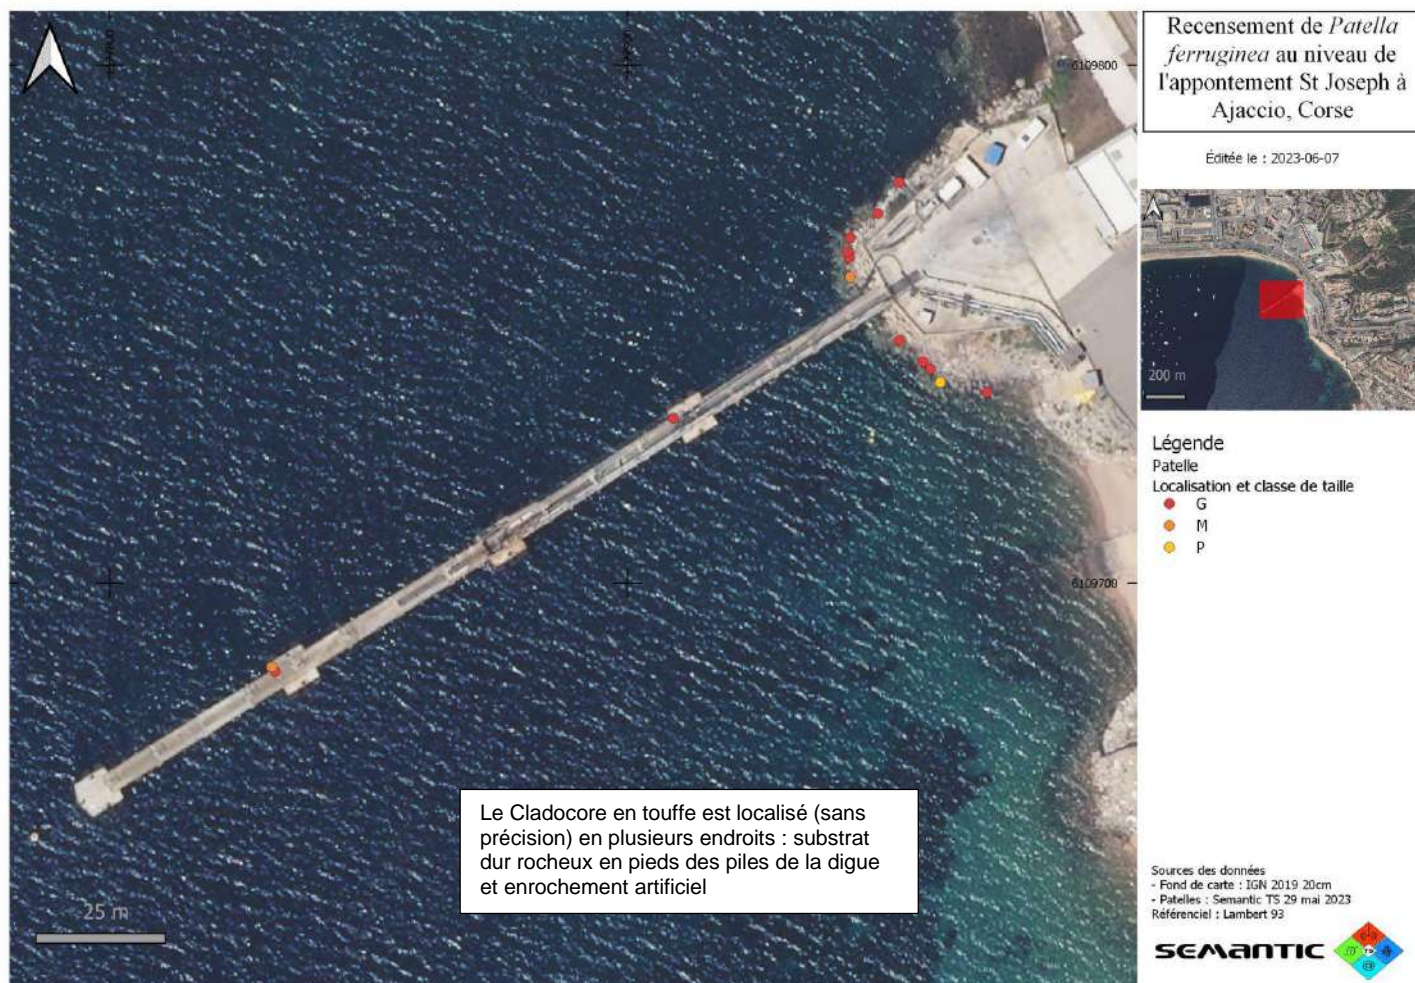 Recensement de Patella
ferruginea au niveau de
l'appontement St Joseph à
Ajaccio, Corse
Éditée le : 2023-06-07
6109800
200 m
Légende
Patelle
Localisation et classe de taille
G
M
P
6109700
Le Cladocore en touffe est localisé (sans
précision) en plusieurs endroits : substrat
dur rocheux en pieds des piles de la digue
et enrochement artificiel
25 m
Sources des données
- Fond de carte : IGN 2019 20cm
- Patelles : Semantic TS 29 mai 2023
Référenciel : Lambert 93
SEMANTIC
TS